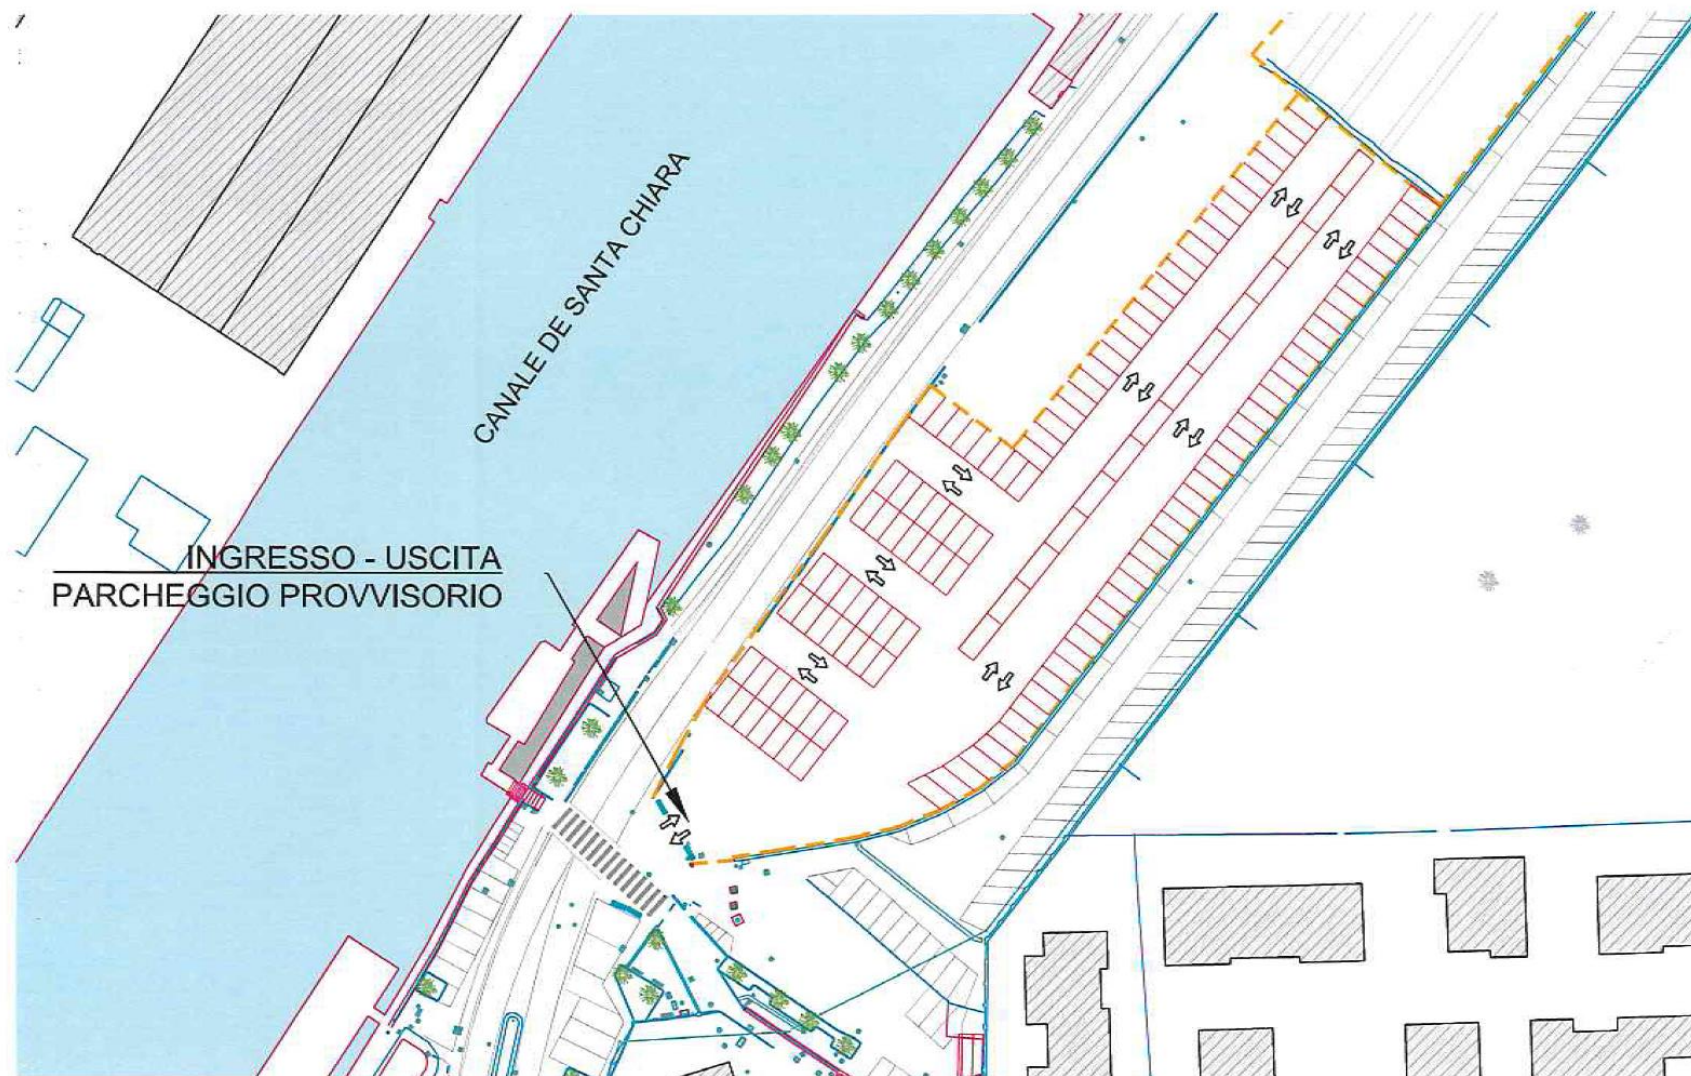 CANALE DE SANTA CHIARA
INGRESSO - USCITA
PARCHEGGIO PROVVISORIO